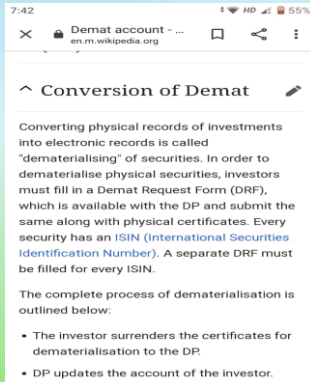 7:42
HD 55%
Demat account - ...
en.m.wikipedia.org
Conversion of Demat
Converting physical records of investments
into electronic records is called
"dematerialising" of securities. In order to
dematerialise physical securities, investors
must fill in a Demat Request Form (DRF),
which is available with the DP and submit the
same along with physical certificates. Every
security has an ISIN (International Securities
Identification Number). A separate DRF must
be filled for every ISIN.
The complete process of dematerialisation is
outlined below:
• The investor surrenders the certificates for
dematerialisation to the DP.
• DP updates the account of the investor.